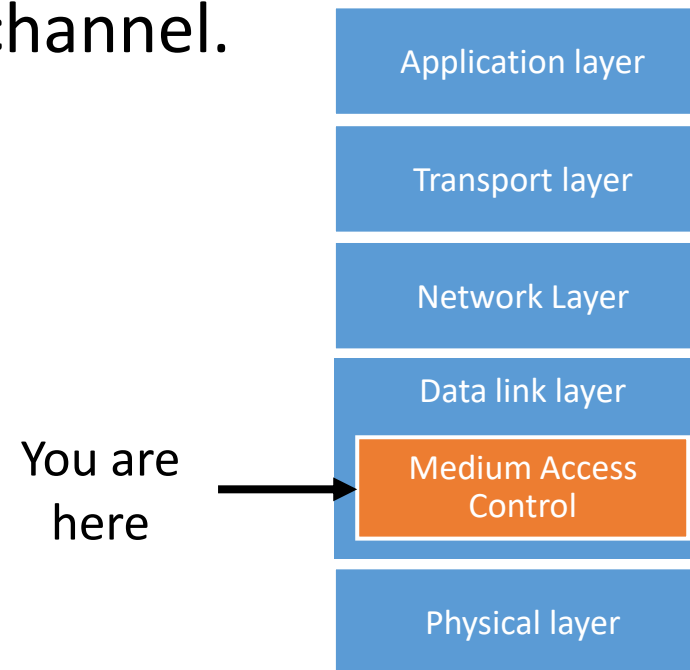 channel.
Application layer
Transport layer
Network Layer
Data link layer
You are
here
Medium Access
Control
Physical layer